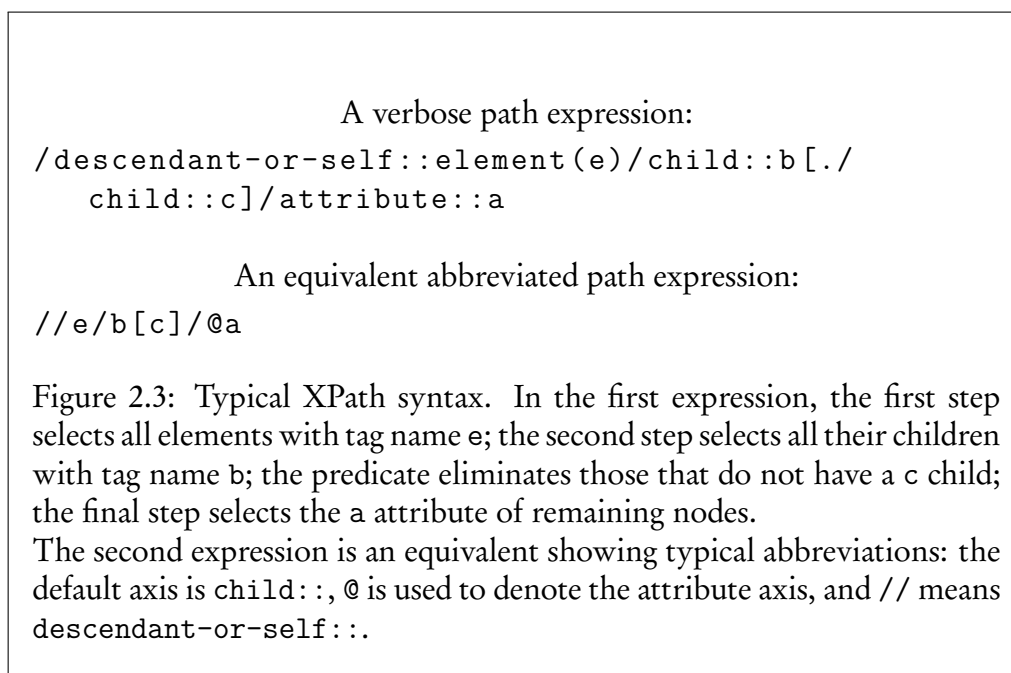 A verbose path expression:
/descendant-or-self::element(e)/child::b[./
child::c]/attribute::a
An equivalent abbreviated path expression:
//e/b[c]/@a
Figure 2.3: Typical XPath syntax. In the first expression, the first step
selects all elements with tag name e; the second step selects all their children
with tag name b; the predicate eliminates those that do not have a c child;
the final step selects the a attribute of remaining nodes.
The second expression is an equivalent showing typical abbreviations: the
default axis is child::, @ is used to denote the attribute axis, and // means
descendant-or-self::.